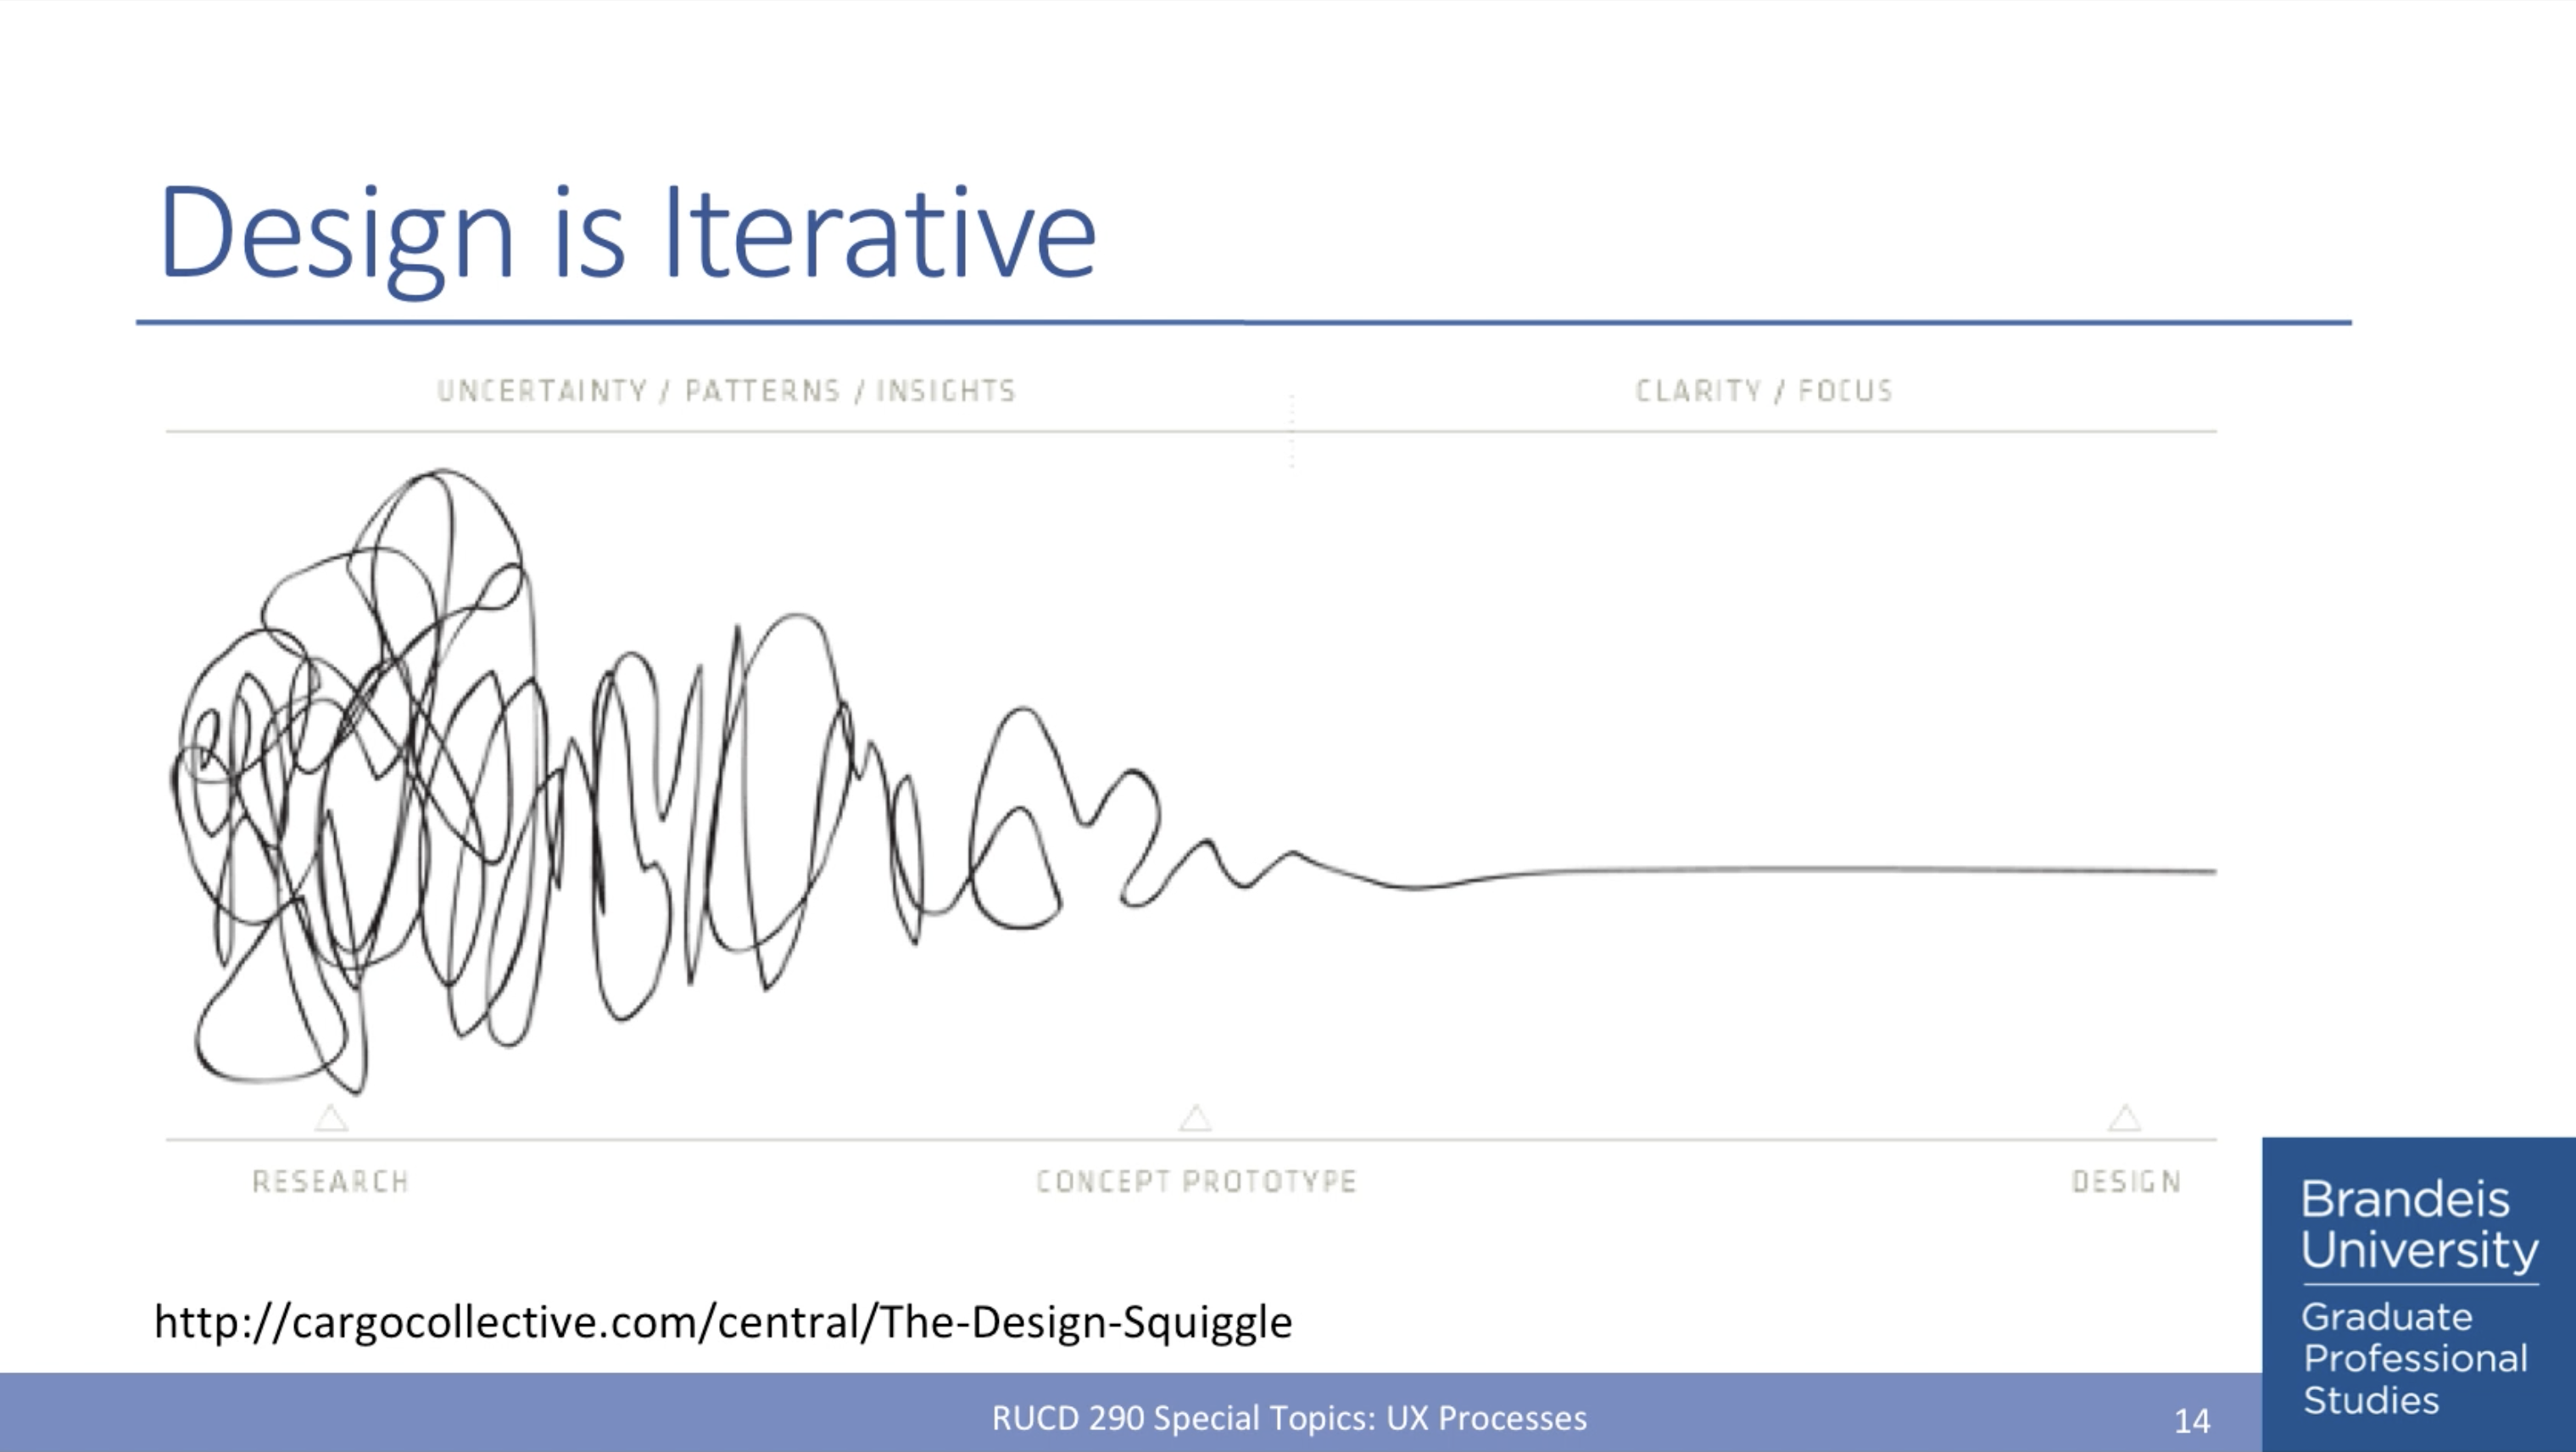 Design is Iterative
UNCERTAINTY / PATTERNS / INSIGHTS
CLARITY / FOCUS
RESEARCH
CONCEPT PROTOTYPE
DESIGN
http://cargocollective.com/central/The-Design-Squiggle
Brandeis
University
Graduate
Professional
Studies
RUCD 290 Special Topics: UX Processes
14